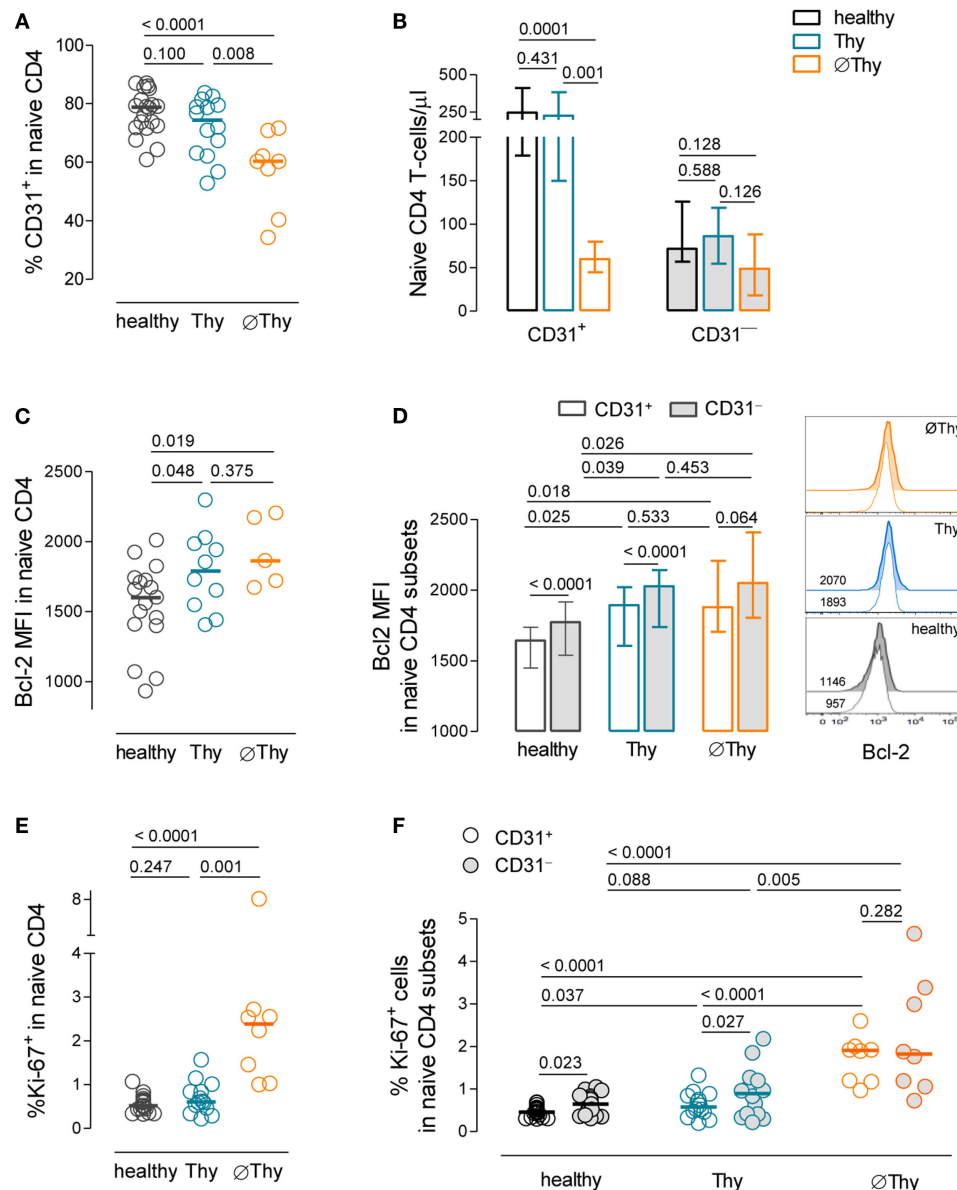 A
< 0.0001
0.100 0.008
% CD31⁺ in naive CD4
100
80
60
40
20
healthy Thy ∅Thy
B
healthy
Thy
∅Thy
0.0001
0.431
0.001
0.128
0.588
0.126
Naive CD4 T-cells/µl
500
250
200
150
100
50
0
CD31⁺ CD31—
C
0.019
0.048 0.375
Bcl-2 MFI in naive CD4
2500
2000
1500
1000
healthy Thy ∅Thy
D
CD31⁺ CD31⁻
0.026
0.039 0.453
0.018
0.025 0.533 0.064
<0.0001 <0.0001
Bcl2 MFI
in naive CD4 subsets
2500
2000
1500
1000
healthy Thy ∅Thy
ØThy
Thy
2070
1893
healthy
1146
957
0 10² 10³ 10⁴ 10⁵
Bcl-2
E
< 0.0001
0.247 0.001
%Ki-67⁺ in naive CD4
8
4
3
2
1
0
healthy Thy ∅Thy
F
CD31⁺
CD31⁻
< 0.0001
0.088 0.005
0.282
< 0.0001
0.037 < 0.0001
0.027
0.023
% Ki-67⁺ cells
in naive CD4 subsets
5
4
3
2
1
0
healthy Thy ∅Thy